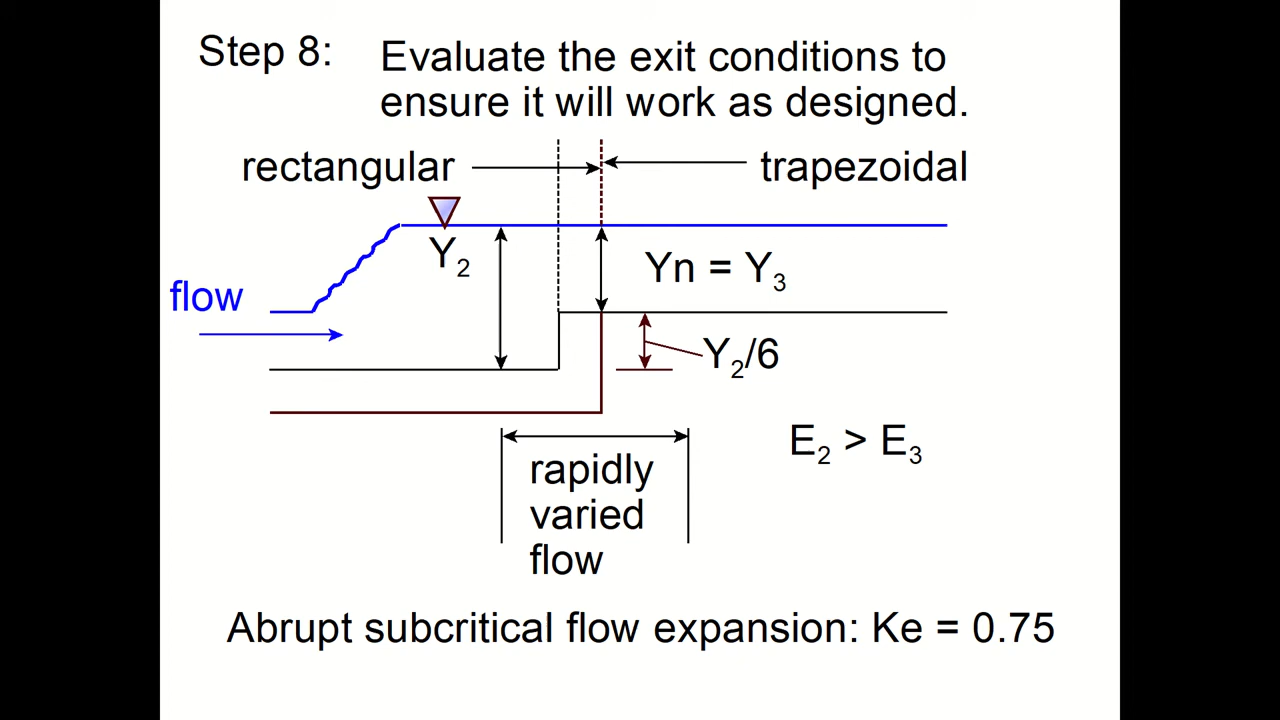 Step 8:
Evaluate the exit conditions to
ensure it will work as designed.
rectangular
trapezoidal
Y₂
Yn = Y₃
flow
Y₂/6
E₂ > E₃
rapidly
varied
flow
Abrupt subcritical flow expansion: Ke = 0.75